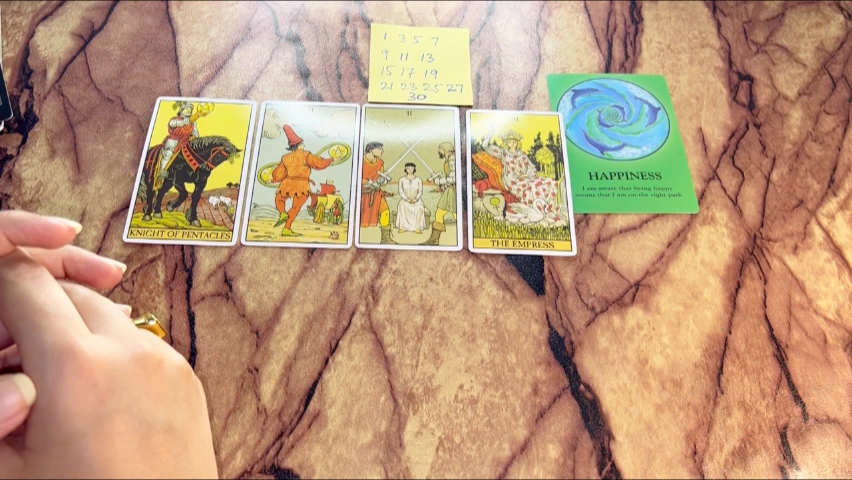 1 3 5 7
9 11 13
15 17 19
21 23 25 27
30
KNIGHT OF PENTACLES
II
THE EMPRESS
HAPPINESS
I am aware that being happy
means that I am on the right path